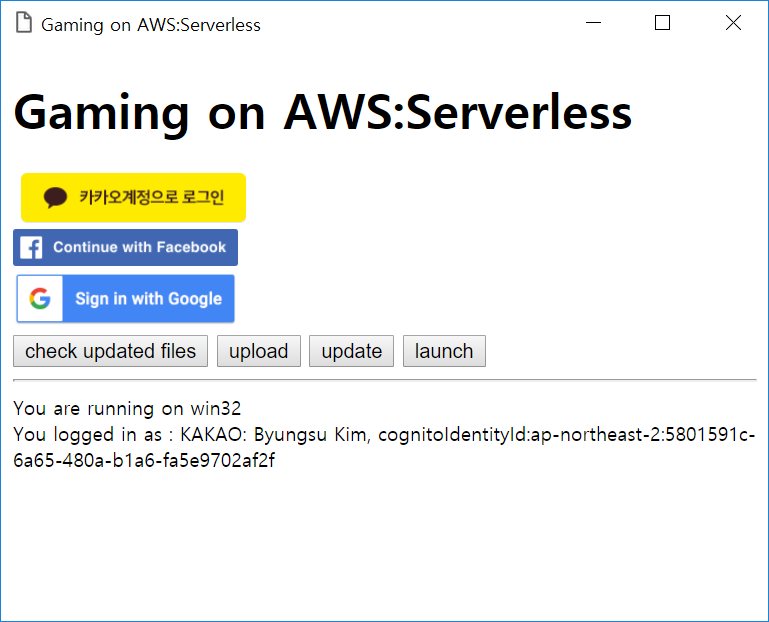 Gaming on AWS:Serverless
Gaming on AWS:Serverless
카카오계정으로 로그인
Continue with Facebook
Sign in with Google
check updated files upload update launch
You are running on win32
You logged in as : KAKAO: Byungsu Kim, cognitoIdentityId:ap-northeast-2:5801591c-
6a65-480a-b1a6-fa5e9702af2f